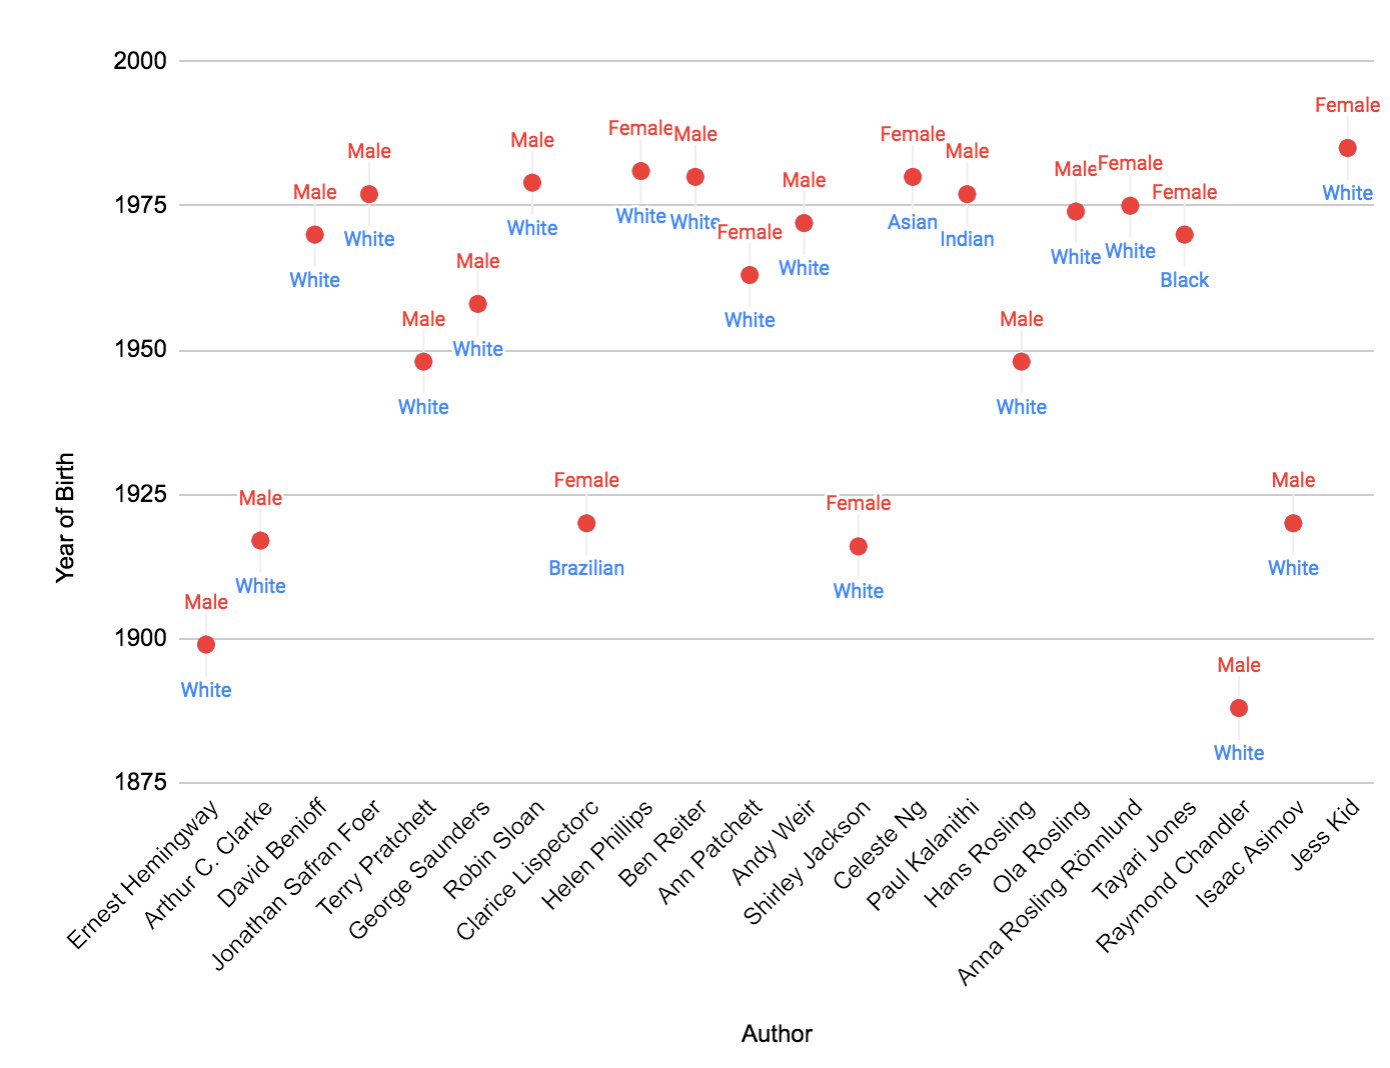 2000
1975
1950
1925
1900
1875
Year of Birth
Male
White
Male
White
Male
White
Male
White
Male
White
Male
White
Male
White
Female
Brazilian
Female
White
Male
White
Female
White
Male
White
Female
White
Female
Asian
Male
Indian
Male
White
Male
White
Female
White
Female
Black
Male
White
Male
White
Female
White
Ernest Hemingway
Arthur C. Clarke
David Benioff
Jonathan Safran Foer
Terry Pratchett
George Saunders
Robin Sloan
Clarice Lispectorc
Helen Phillips
Ben Reiter
Ann Patchett
Andy Weir
Shirley Jackson
Celeste Ng
Paul Kalanithi
Hans Rosling
Ola Rosling
Anna Rosling Rönnlund
Tayari Jones
Raymond Chandler
Isaac Asimov
Jess Kid
Author